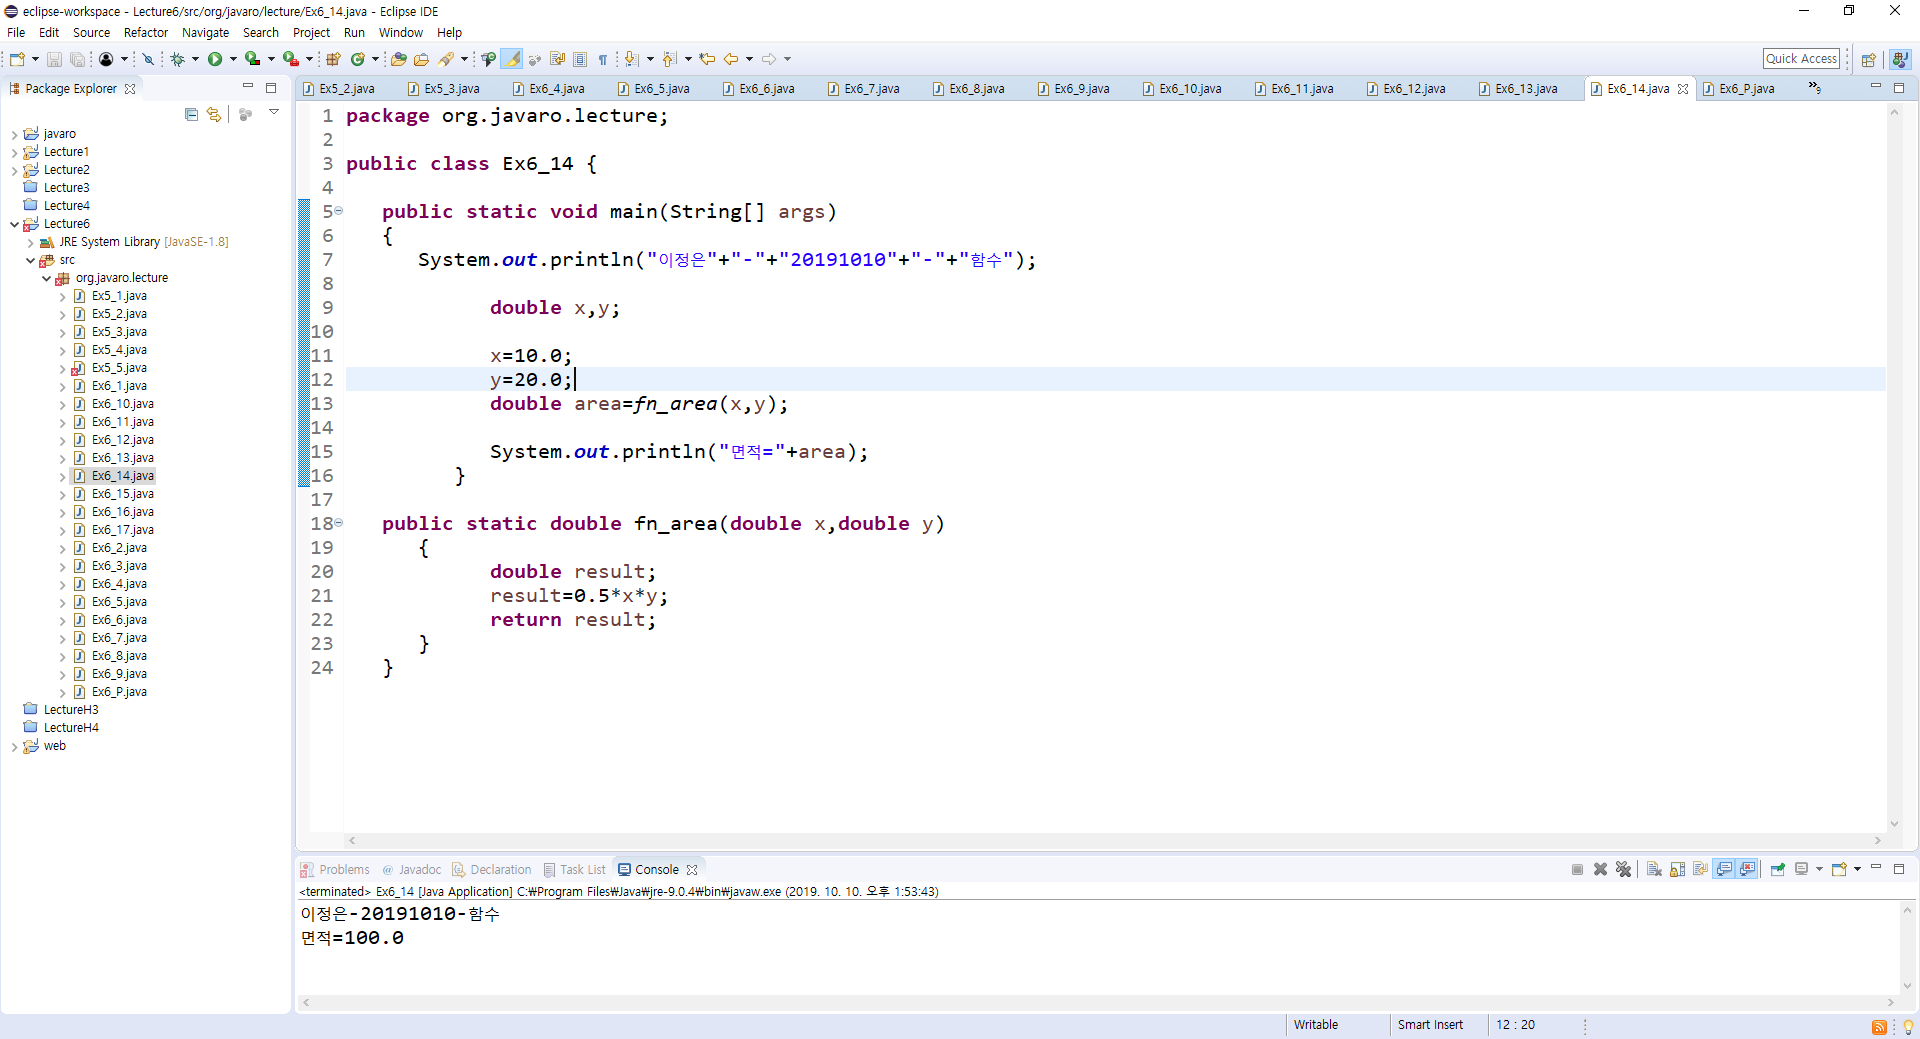 eclipse-workspace - Lecture6/src/org/javaro/lecture/Ex6_14.java - Eclipse IDE
File Edit Source Refactor Navigate Search Project Run Window Help
Quick Access
Package Explorer
Ex5_2.java Ex5_3.java Ex6_4.java Ex6_5.java Ex6_6.java Ex6_7.java Ex6_8.java Ex6_9.java Ex6_10.java Ex6_11.java Ex6_12.java Ex6_13.java Ex6_14.java Ex6_P.java »9
javaro
Lecture1
Lecture2
Lecture3
Lecture4
Lecture6
JRE System Library [JavaSE-1.8]
src
org.javaro.lecture
Ex5_1.java
Ex5_2.java
Ex5_3.java
Ex5_4.java
Ex5_5.java
Ex6_1.java
Ex6_10.java
Ex6_11.java
Ex6_12.java
Ex6_13.java
Ex6_14.java
Ex6_15.java
Ex6_16.java
Ex6_17.java
Ex6_2.java
Ex6_3.java
Ex6_4.java
Ex6_5.java
Ex6_6.java
Ex6_7.java
Ex6_8.java
Ex6_9.java
Ex6_P.java
LectureH3
LectureH4
web
1 package org.javaro.lecture;
2
3 public class Ex6_14 {
4
5 public static void main(String[] args)
6 {
7 System.out.println("이정은"+"-"+"20191010"+"-"+"함수");
8
9 double x,y;
10
11 x=10.0;
12 y=20.0;
13 double area=fn_area(x,y);
14
15 System.out.println("면적="+area);
16 }
17
18 public static double fn_area(double x,double y)
19 {
20 double result;
21 result=0.5*x*y;
22 return result;
23 }
24 }
Problems @ Javadoc Declaration Task List Console
<terminated> Ex6_14 [Java Application] C:₩Program Files₩Java₩jre-9.0.4₩bin₩javaw.exe (2019. 10. 10. 오후 1:53:43)
이정은-20191010-함수
면적=100.0
Writable Smart Insert 12 : 20